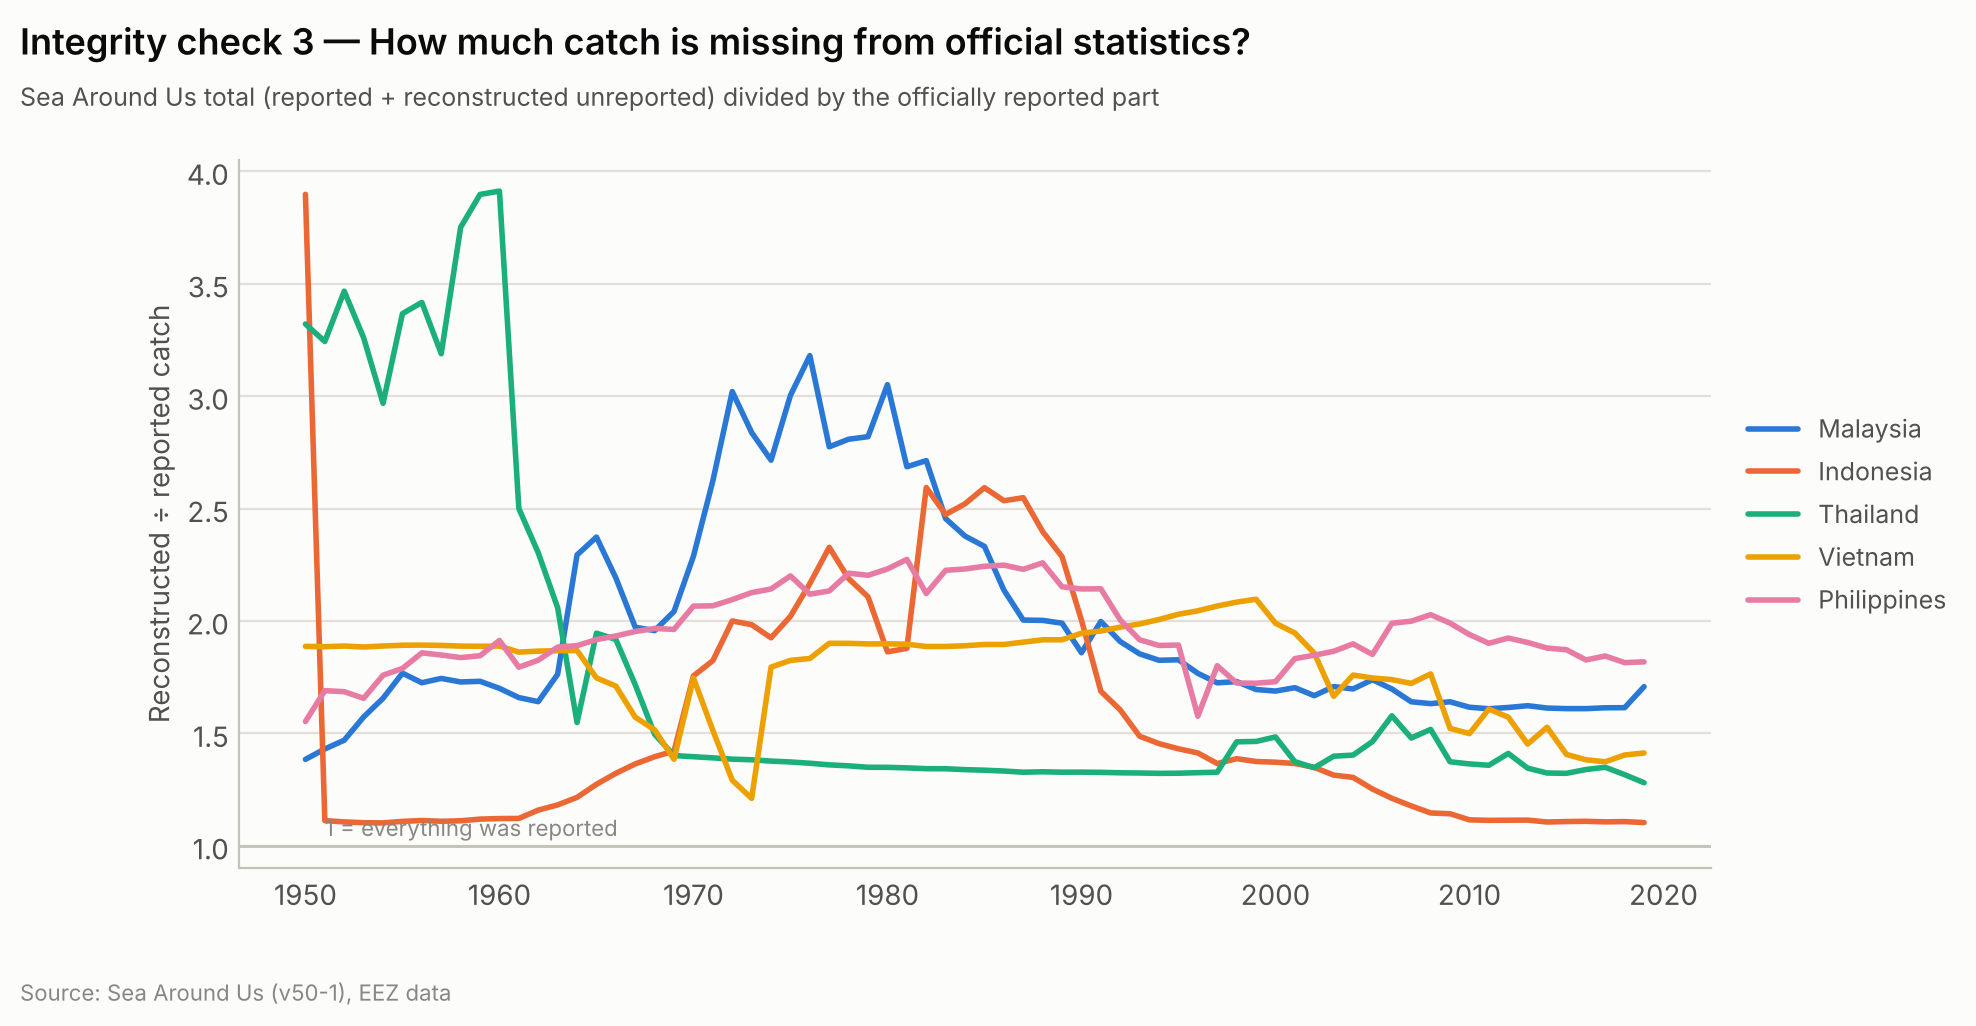 Integrity check 3 — How much catch is missing from official statistics?
Sea Around Us total (reported + reconstructed unreported) divided by the officially reported part
Reconstructed ÷ reported catch
4.0
3.5
3.0
2.5
2.0
1.5
1.0
1 = everything was reported
1950
1960
1970
1980
1990
2000
2010
2020
Malaysia
Indonesia
Thailand
Vietnam
Philippines
Source: Sea Around Us (v50-1), EEZ data